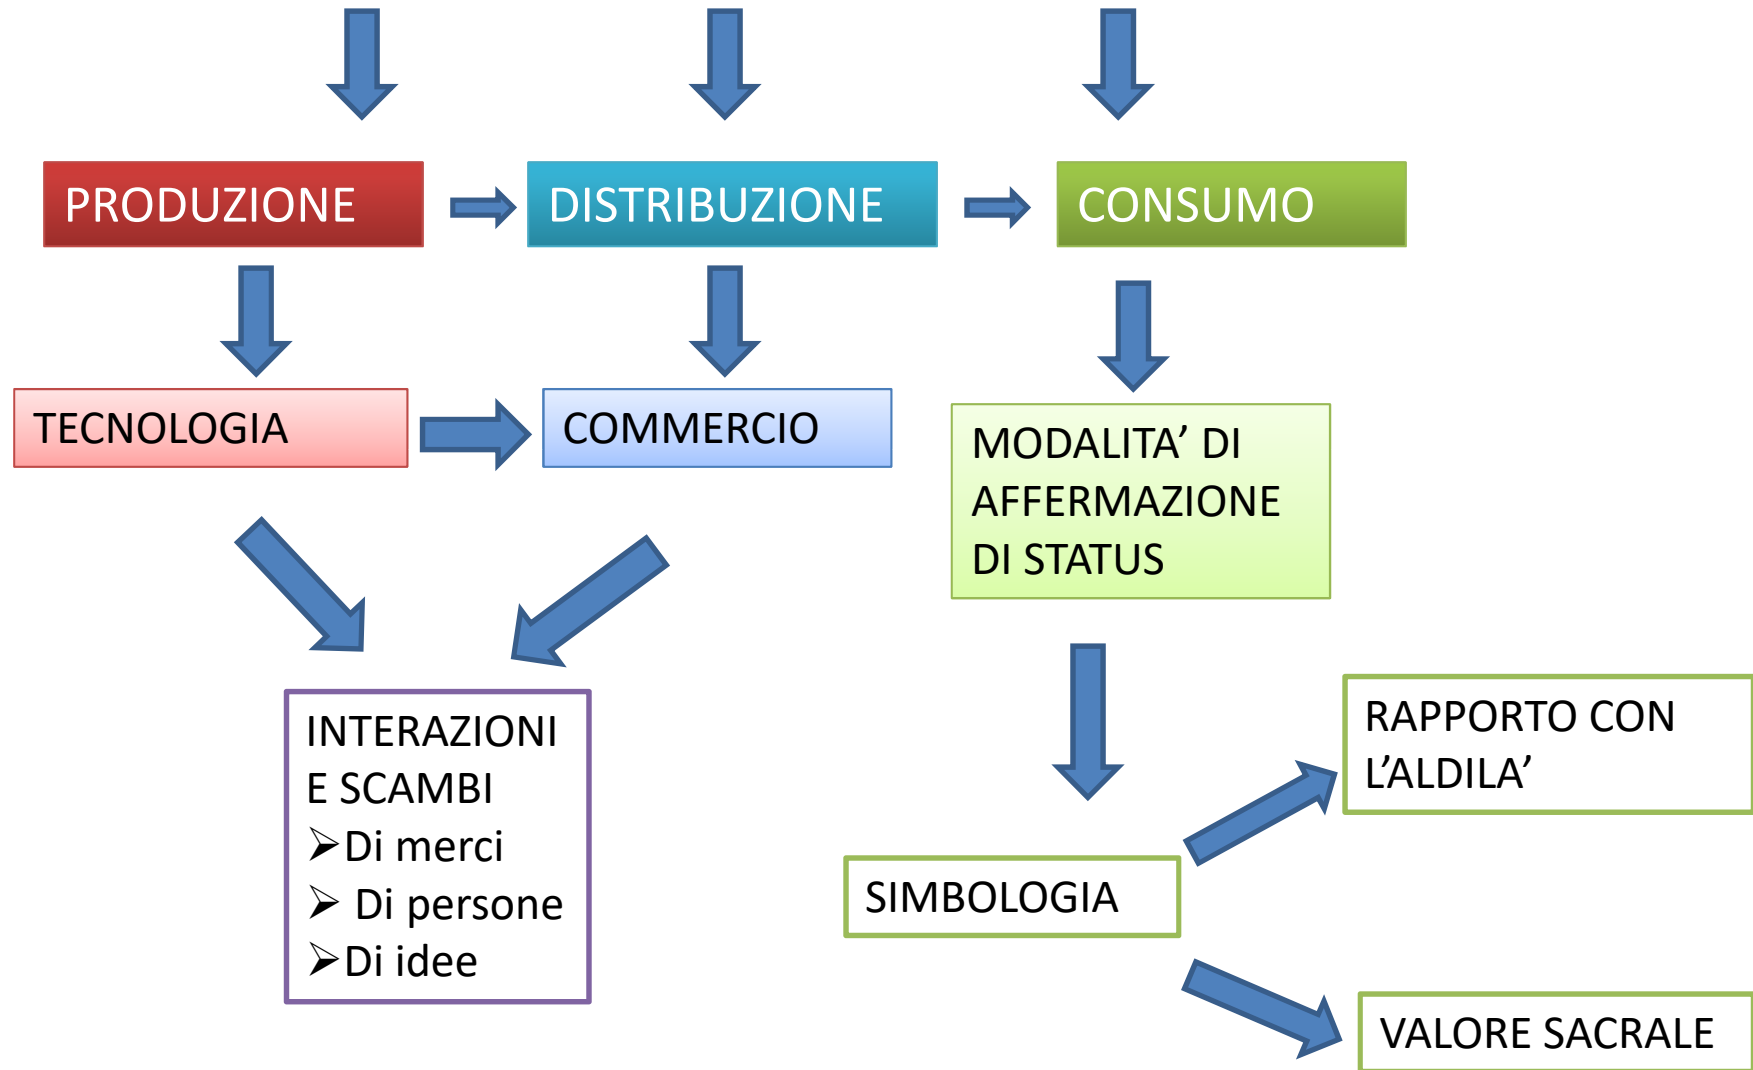 PRODUZIONE
DISTRIBUZIONE
CONSUMO
TECNOLOGIA
COMMERCIO
MODALITA’ DI
AFFERMAZIONE
DI STATUS
INTERAZIONI
E SCAMBI
➢Di merci
➢ Di persone
➢Di idee
SIMBOLOGIA
RAPPORTO CON
L’ALDILA’
VALORE SACRALE